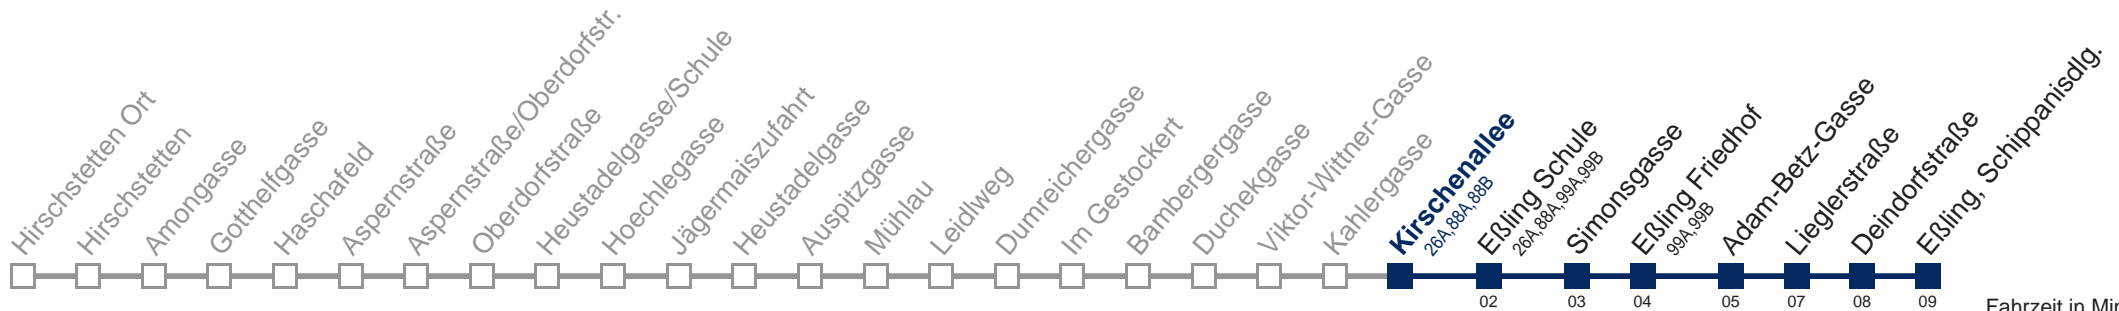 Hirschstetten Ort
Hirschstetten
Amongasse
Gotthelfgasse
Haschafeld
Aspernstraße
Aspernstraße/Oberdorfstr.
Oberdorfstraße
Heustadelgasse/Schule
Hoechlegasse
Jägermaiszufahrt
Heustadelgasse
Auspitzgasse
Mühlau
Leidlweg
Dumreichergasse
Im Gestockert
Bambergergasse
Duchekgasse
Viktor-Wittner-Gasse
Kahlergasse
Kirschenallee
26A,88A,88B
Eßling Schule
26A,88A,99A,99B
Simonsgasse
Eßling Friedhof
99A,99B
Adam-Betz-Gasse
Lieglerstraße
Deindorfstraße
Eßling, Schippanisdlg.
02 03 04 05 07 08 09
Fahrzeit in